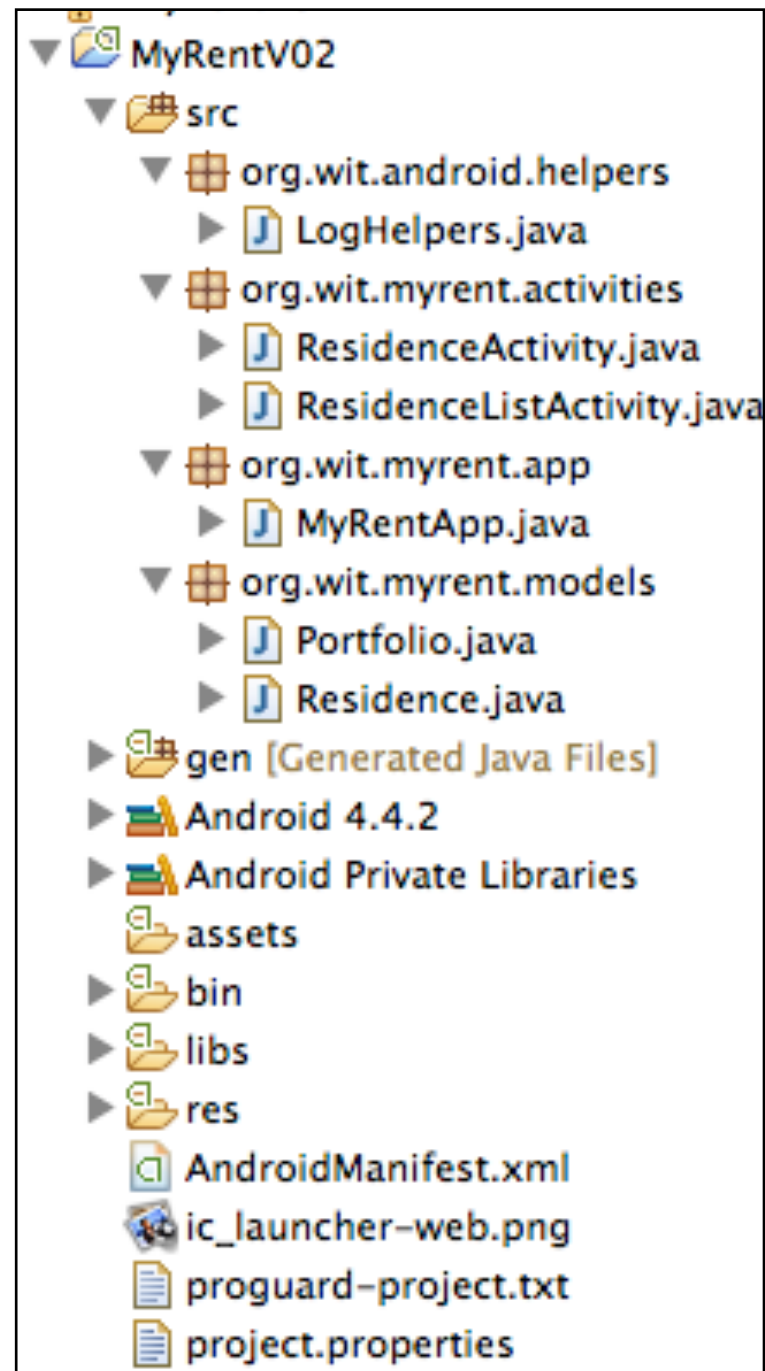 MyRentV02
src
org.wit.android.helpers
LogHelpers.java
org.wit.myrent.activities
ResidenceActivity.java
ResidenceListActivity.java
org.wit.myrent.app
MyRentApp.java
org.wit.myrent.models
Portfolio.java
Residence.java
gen [Generated Java Files]
Android 4.4.2
Android Private Libraries
assets
bin
libs
res
AndroidManifest.xml
ic_launcher-web.png
proguard-project.txt
project.properties